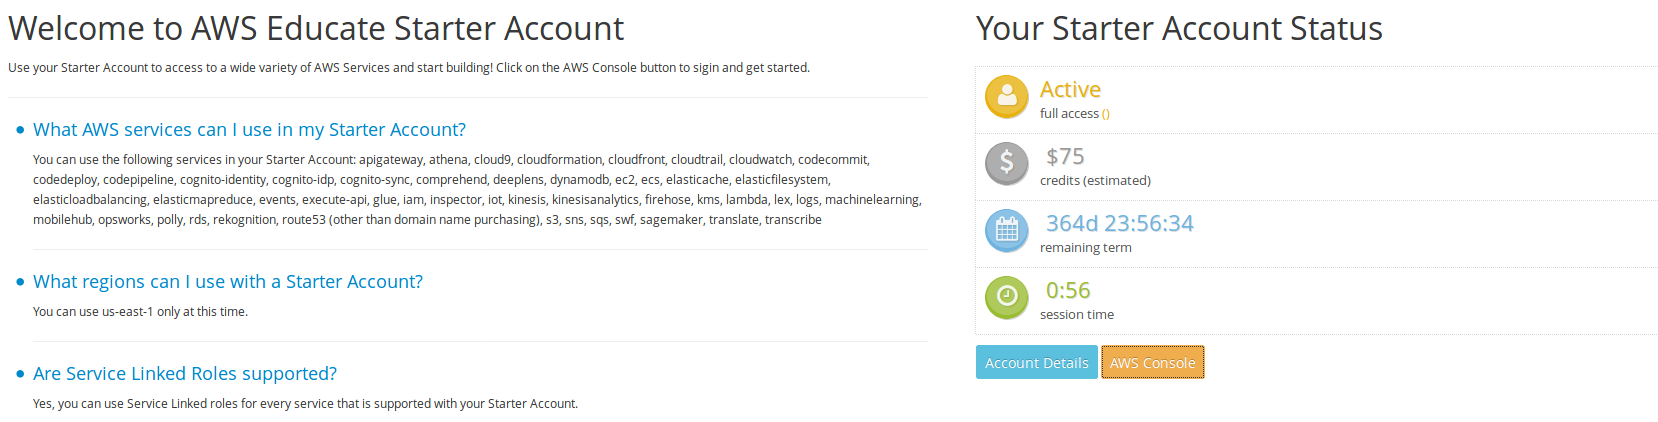 Welcome to AWS Educate Starter Account
Use your Starter Account to access to a wide variety of AWS Services and start building! Click on the AWS Console button to sigin and get started.
What AWS services can I use in my Starter Account?
You can use the following services in your Starter Account: apigateway, athena, cloud9, cloudformation, cloudfront, cloudtrail, cloudwatch, codecommit,
codedeploy, codepipeline, cognito-identity, cognito-idp, cognito-sync, comprehend, deeplens, dynamodb, ec2, ecs, elasticache, elasticfilesystem,
elasticloadbalancing, elasticmapreduce, events, execute-api, glue, iam, inspector, iot, kinesis, kinesisanalytics, firehose, kms, lambda, lex, logs, machinelearning,
mobilehub, opsworks, polly, rds, rekognition, route53 (other than domain name purchasing), s3, sns, sqs, swf, sagemaker, translate, transcribe
What regions can I use with a Starter Account?
You can use us-east-1 only at this time.
Are Service Linked Roles supported?
Yes, you can use Service Linked roles for every service that is supported with your Starter Account.
Your Starter Account Status
Active
full access ()
$75
credits (estimated)
364d 23:56:34
remaining term
0:56
session time
Account Details
AWS Console